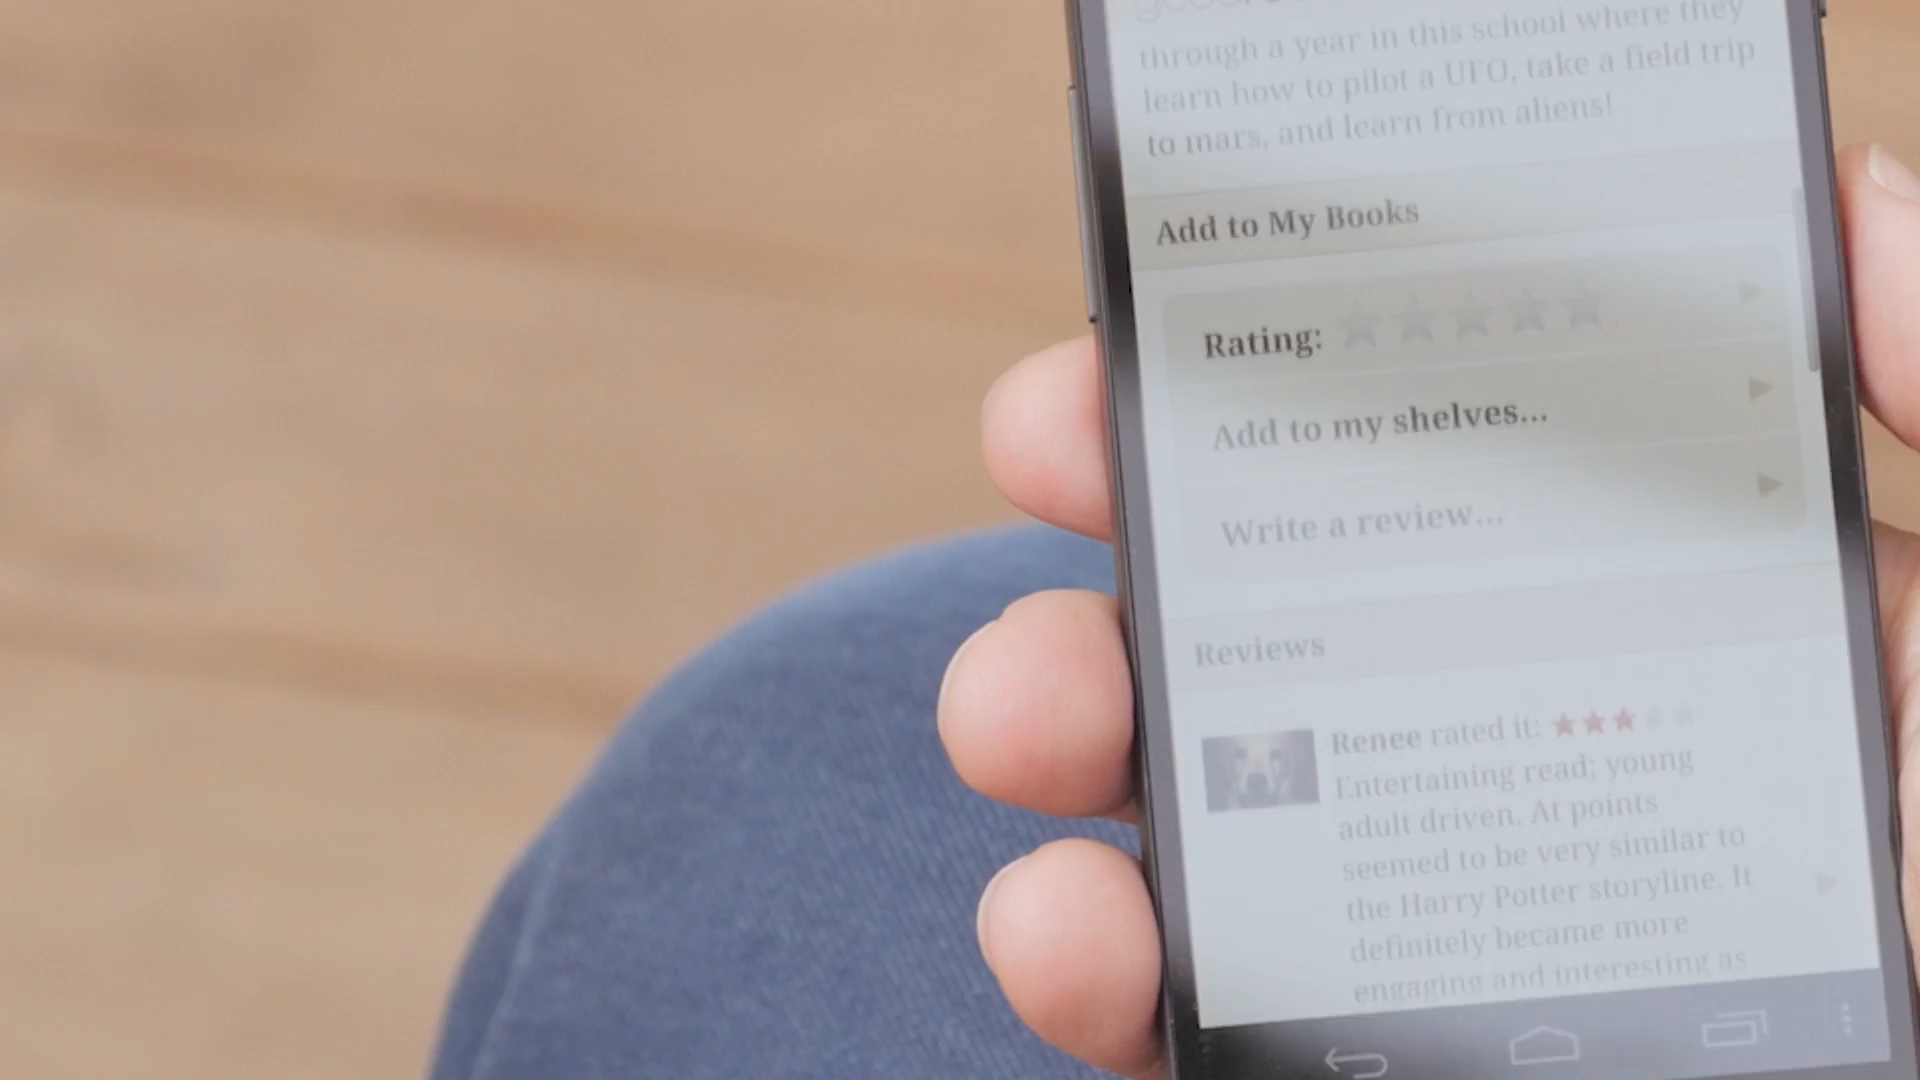 through a year in this school where they
learn how to pilot a UFO, take a field trip
to mars, and learn from aliens!
Add to My Books
Rating:
Add to my shelves...
Write a review...
Reviews
Renee rated it:
Entertaining read; young
adult driven. At points
seemed to be very similar to
the Harry Potter storyline. It
definitely became more
engaging and interesting as